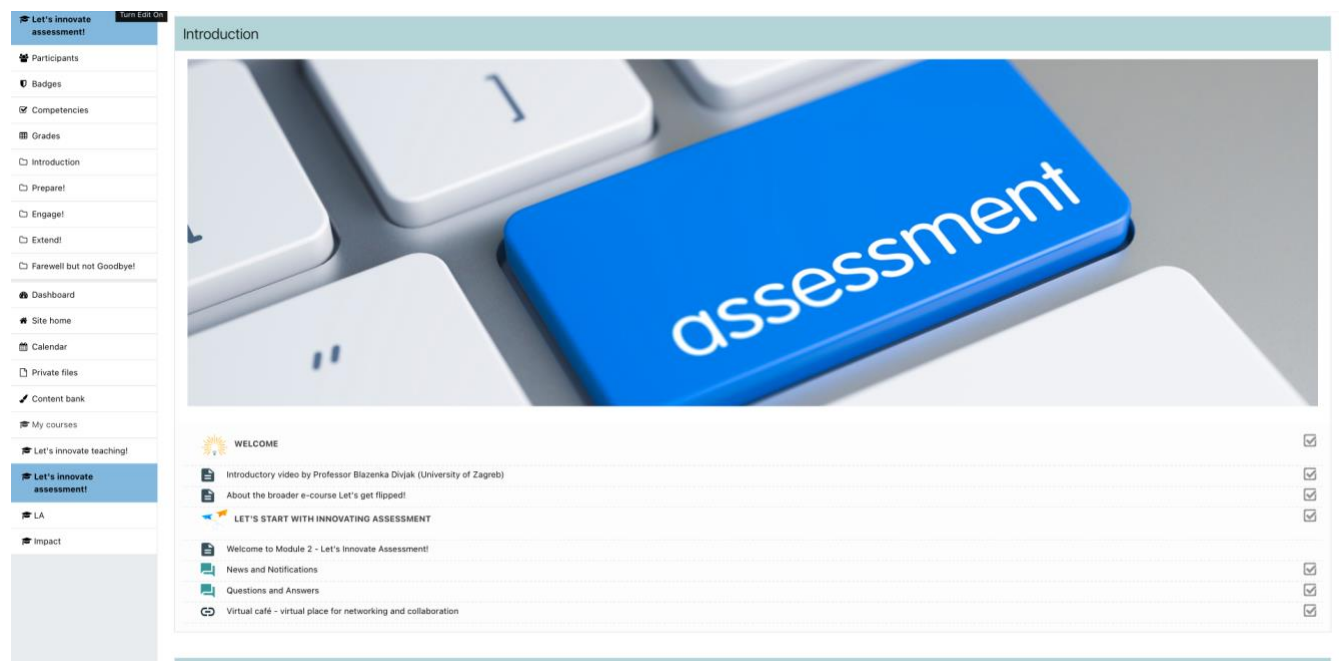 Turn Edit On
Let's innovate
assessment!
Participants
Badges
Competencies
Grades
Introduction
Prepare!
Engage!
Extend!
Farewell but not Goodbye!
Dashboard
Site home
Calendar
Private files
Content bank
My courses
Let's innovate teaching!
Let's innovate
assessment!
LA
Impact
Introduction
]
"
assessment
WELCOME
Introductory video by Professor Blazenka Divjak (University of Zagreb)
About the broader e-course Let's get flipped!
LET'S START WITH INNOVATING ASSESSMENT
Welcome to Module 2 - Let's Innovate Assessment!
News and Notifications
Questions and Answers
Virtual café - virtual place for networking and collaboration